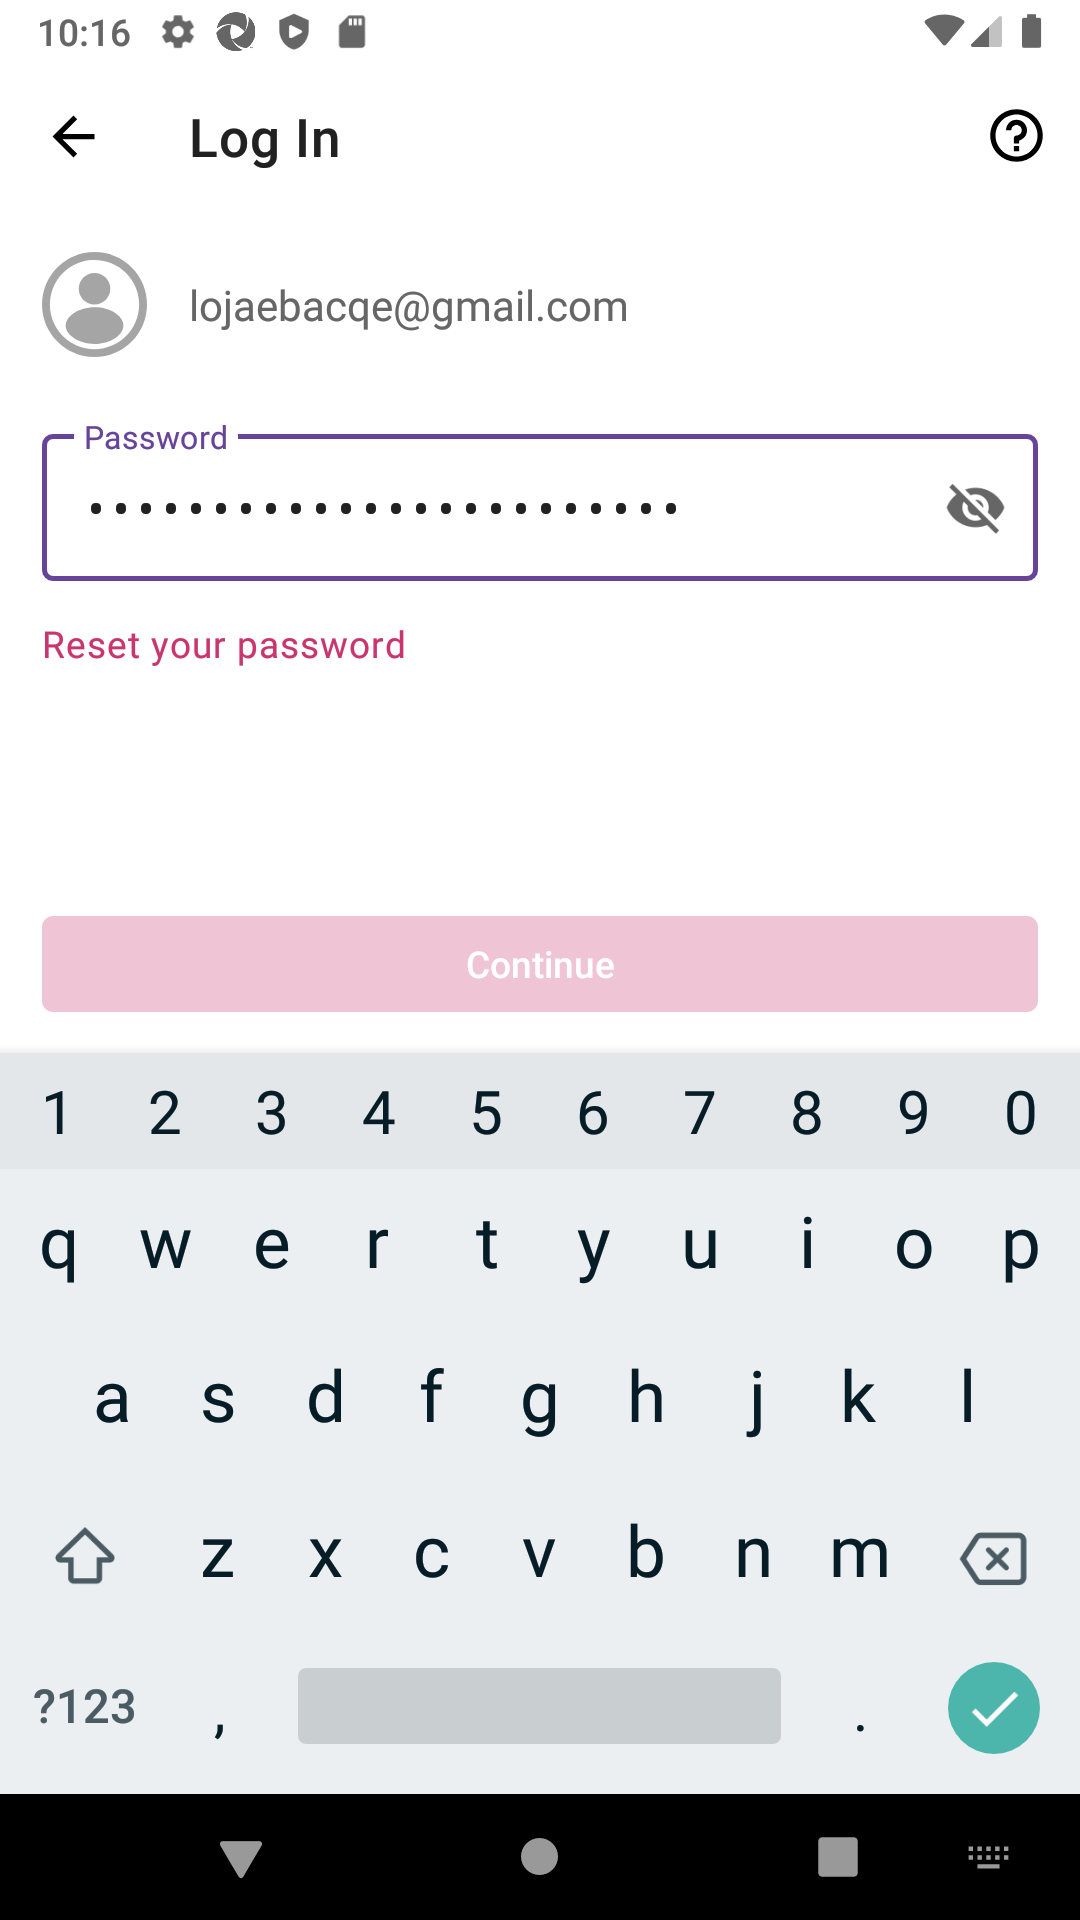 10:16
Log In
lojaebacqe@gmail.com
Password
••••••••••••••••••••••••
Reset your password
Continue
1 2 3 4 5 6 7 8 9 0
q w e r t y u i o p
a s d f g h j k l
z x c v b n m
?123 , .